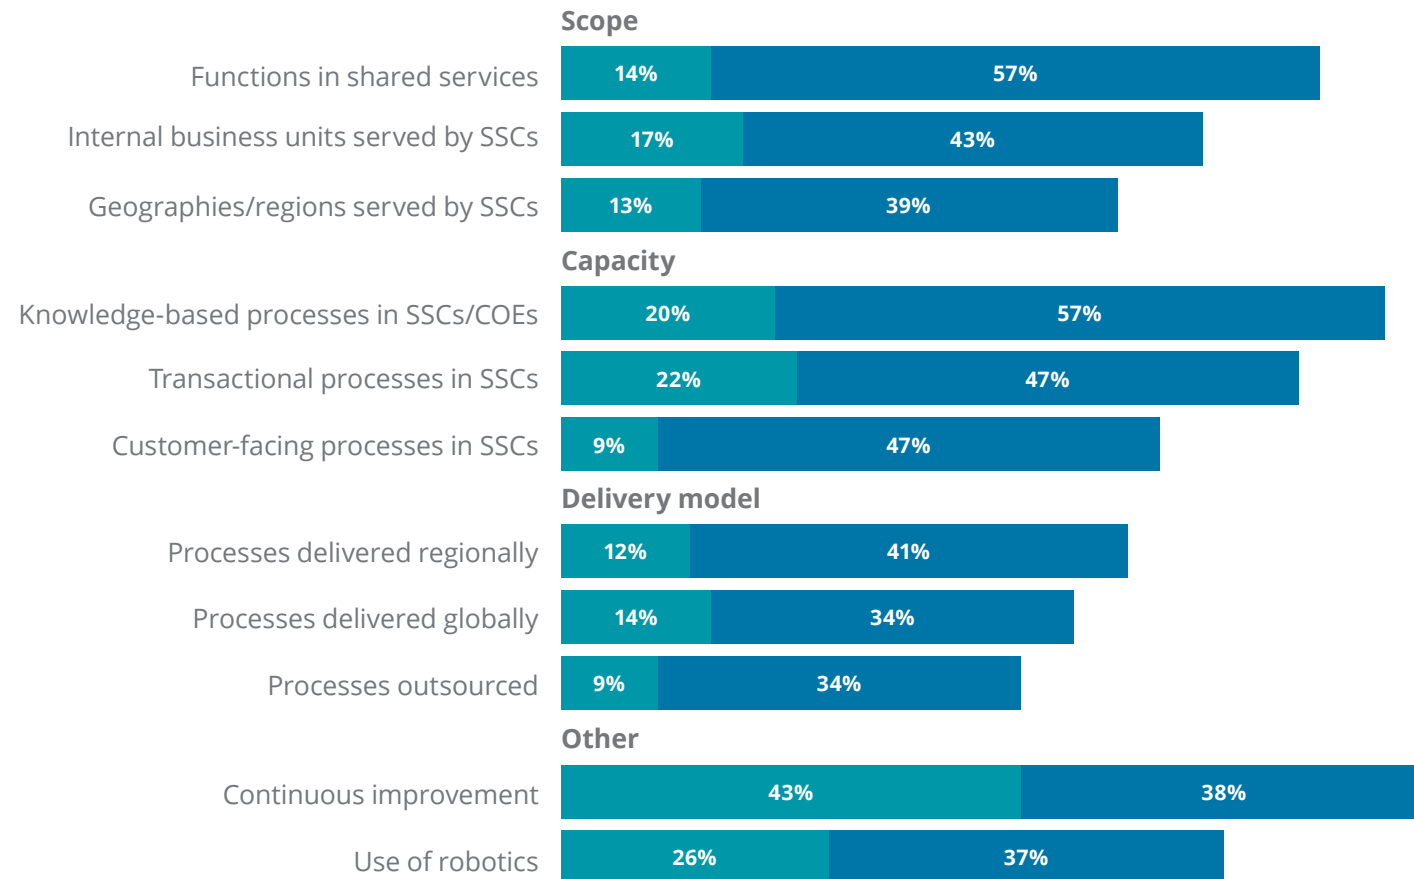 Scope
Functions in shared services 14% 57%
Internal business units served by SSCs 17% 43%
Geographies/regions served by SSCs 13% 39%
Capacity
Knowledge-based processes in SSCs/COEs 20% 57%
Transactional processes in SSCs 22% 47%
Customer-facing processes in SSCs 9% 47%
Delivery model
Processes delivered regionally 12% 41%
Processes delivered globally 14% 34%
Processes outsourced 9% 34%
Other
Continuous improvement 43% 38%
Use of robotics 26% 37%